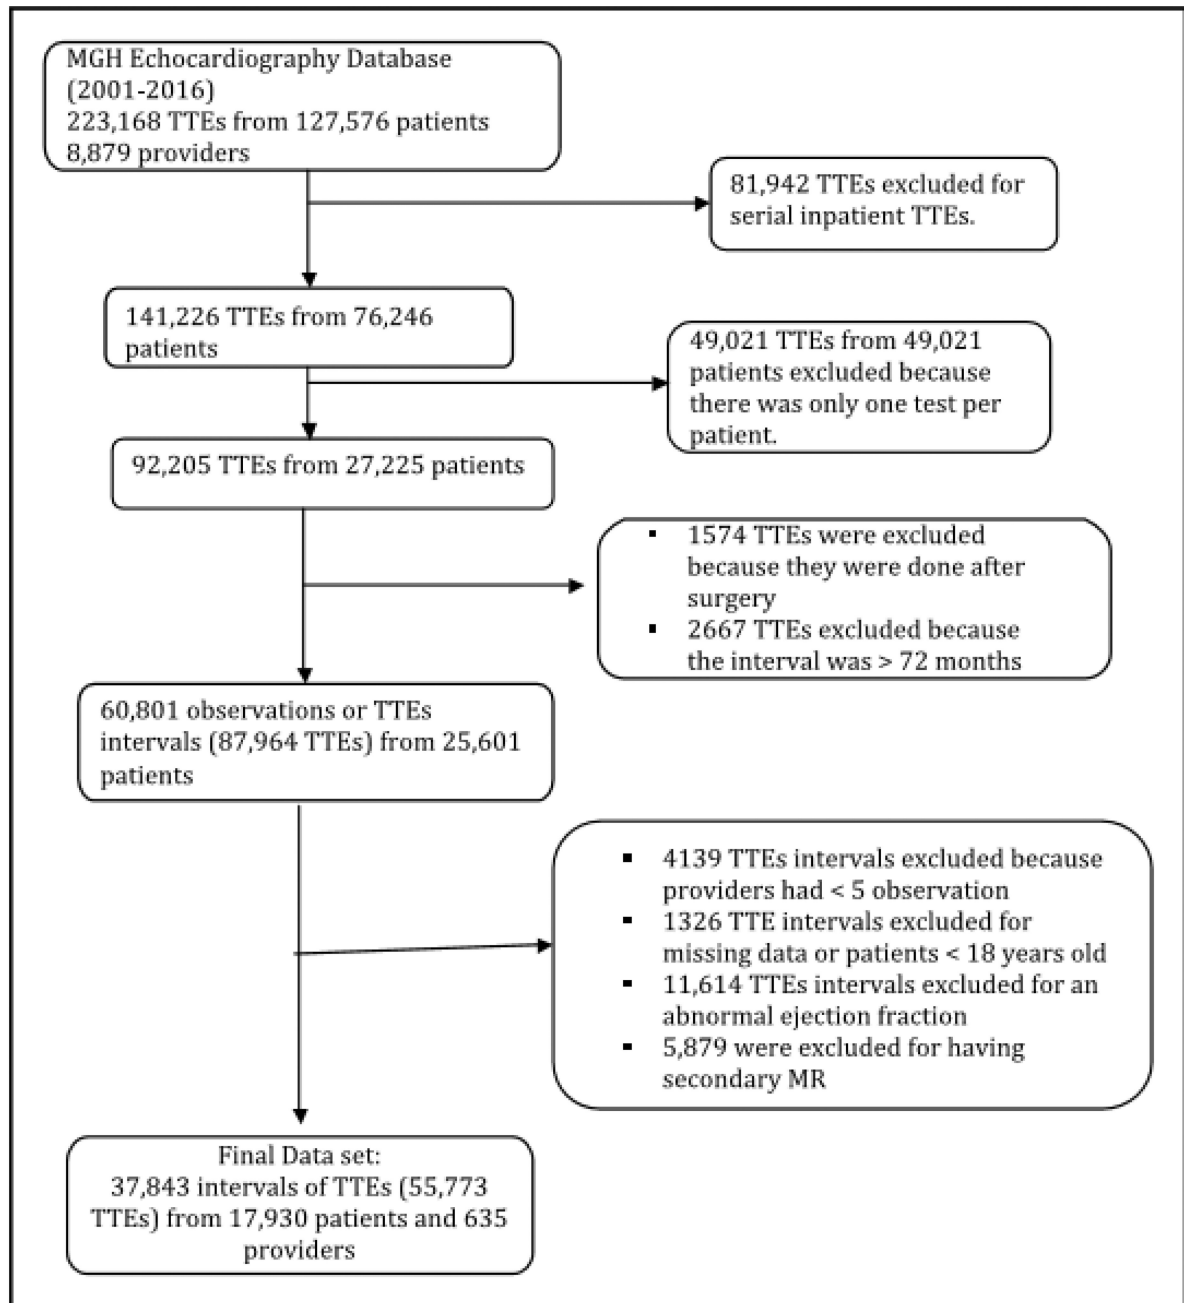 MGH Echocardiography Database
(2001-2016)
223,168 TTEs from 127,576 patients
8,879 providers
81,942 TTEs excluded for
serial inpatient TTEs.
141,226 TTEs from 76,246
patients
49,021 TTEs from 49,021
patients excluded because
there was only one test per
patient.
92,205 TTEs from 27,225 patients
▪ 1574 TTEs were excluded
because they were done after
surgery
▪ 2667 TTEs excluded because
the interval was > 72 months
60,801 observations or TTEs
intervals (87,964 TTEs) from 25,601
patients
▪ 4139 TTEs intervals excluded because
providers had < 5 observation
▪ 1326 TTE intervals excluded for
missing data or patients < 18 years old
▪ 11,614 TTEs intervals excluded for an
abnormal ejection fraction
▪ 5,879 were excluded for having
secondary MR
Final Data set:
37,843 intervals of TTEs (55,773
TTEs) from 17,930 patients and 635
providers